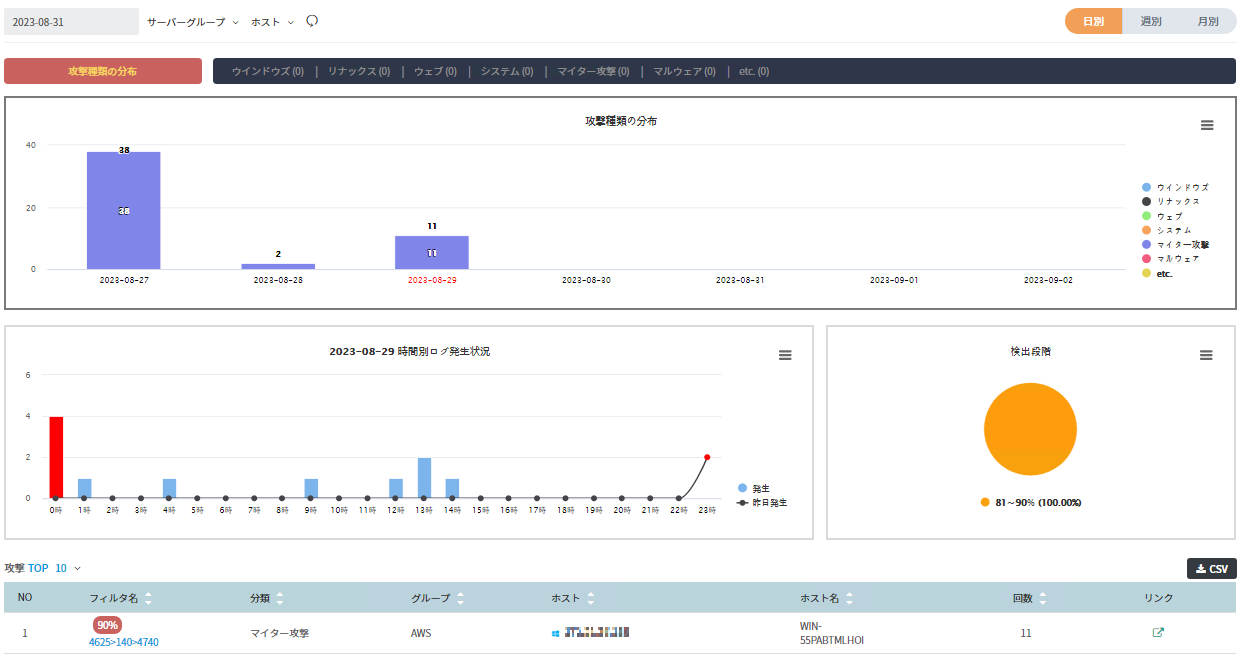 2023-08-31 サーバーグループ ホスト 日別 週別 月別
攻撃種類の分布 ウインドウズ (0) | リナックス (0) | ウェブ (0) | システム (0) | マイター攻撃 (0) | マルウェア (0) | etc. (0)
攻撃種類の分布
40
20
0
38
38
2
11
11
2023-08-27 2023-08-28 2023-08-29 2023-08-30 2023-08-31 2023-09-01 2023-09-02
ウインドウズ
リナックス
ウェブ
システム
マイター攻撃
マルウェア
etc.
2023-08-29 時間別ログ発生状況
6
4
2
0
0時 1時 2時 3時 4時 5時 6時 7時 8時 9時 10時 11時 12時 13時 14時 15時 16時 17時 18時 19時 20時 21時 22時 23時
発生
昨日発生
検出段階
81~90% (100.00%)
攻撃 TOP 10 CSV
NO フィルタ名 分類 グループ ホスト ホスト名 回数 リンク
1 90% 4625>140>4740 マイター攻撃 AWS WIN-55PABTMLHOI 11